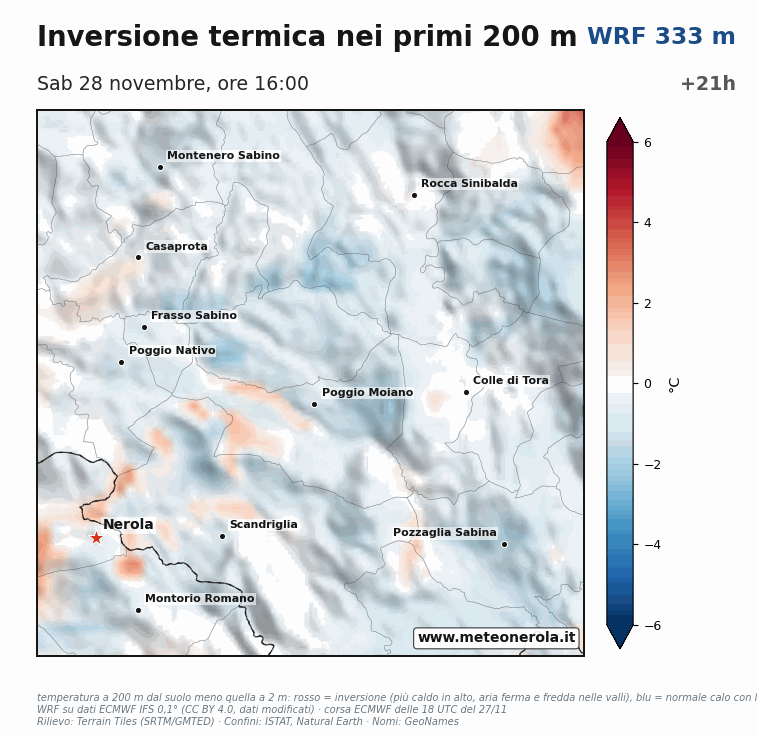 Inversione termica nei primi 200 m WRF 333 m
Sab 28 novembre, ore 16:00 +21h
Montenero Sabino
Rocca Sinibalda
Casaprota
Frasso Sabino
Poggio Nativo
Colle di Tora
Poggio Moiano
Nerola
Scandriglia
Pozzaglia Sabina
Montorio Romano
www.meteonerola.it
6
4
2
0
−2
−4
−6
°C
temperatura a 200 m dal suolo meno quella a 2 m: rosso = inversione (più caldo in alto, aria ferma e fredda nelle valli), blu = normale calo con
WRF su dati ECMWF IFS 0,1° (CC BY 4.0, dati modificati) · corsa ECMWF delle 18 UTC del 27/11
Rilievo: Terrain Tiles (SRTM/GMTED) · Confini: ISTAT, Natural Earth · Nomi: GeoNames